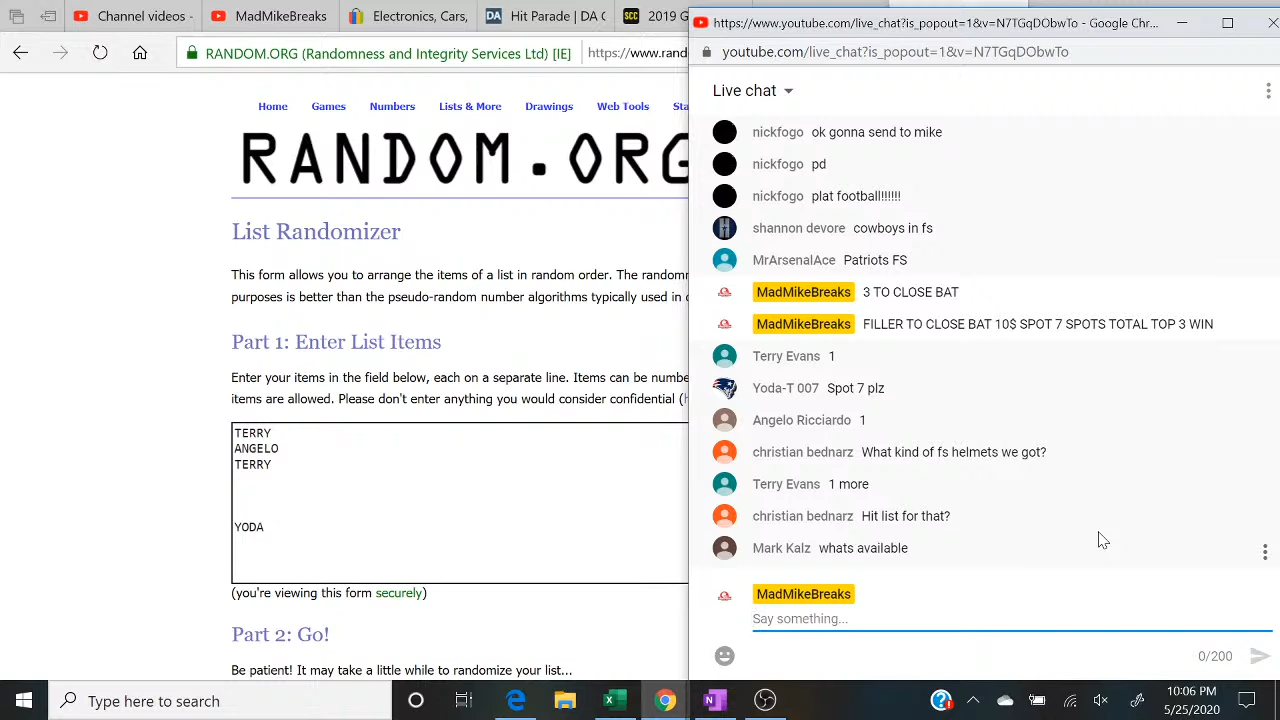 Channel videos -
MadMikeBreaks
Electronics, Cars,
DA Hit Parade | DA C
SCC 2019 G
RANDOM.ORG (Randomness and Integrity Services Ltd) [IE]
https://www.rand
Home Games Numbers Lists & More Drawings Web Tools Sta
RANDOM.ORG
List Randomizer
This form allows you to arrange the items of a list in random order. The randomn
purposes is better than the pseudo-random number algorithms typically used in c
Part 1: Enter List Items
Enter your items in the field below, each on a separate line. Items can be numbe
items are allowed. Please don't enter anything you would consider confidential (h
TERRY
ANGELO
TERRY
YODA
(you're viewing this form securely)
Part 2: Go!
Be patient! It may take a little while to randomize your list...
https://www.youtube.com/live_chat?is_popout=1&v=N7TGqDObwTo - Google Chr...
youtube.com/live_chat?is_popout=1&v=N7TGqDObwTo
Live chat
nickfogo ok gonna send to mike
nickfogo pd
nickfogo plat football!!!!!!
shannon devore cowboys in fs
MrArsenalAce Patriots FS
MadMikeBreaks 3 TO CLOSE BAT
MadMikeBreaks FILLER TO CLOSE BAT 10$ SPOT 7 SPOTS TOTAL TOP 3 WIN
Terry Evans 1
Yoda-T 007 Spot 7 plz
Angelo Ricciardo 1
christian bednarz What kind of fs helmets we got?
Terry Evans 1 more
christian bednarz Hit list for that?
Mark Kalz whats available
MadMikeBreaks
Say something...
0/200
Type here to search
10:06 PM
5/25/2020